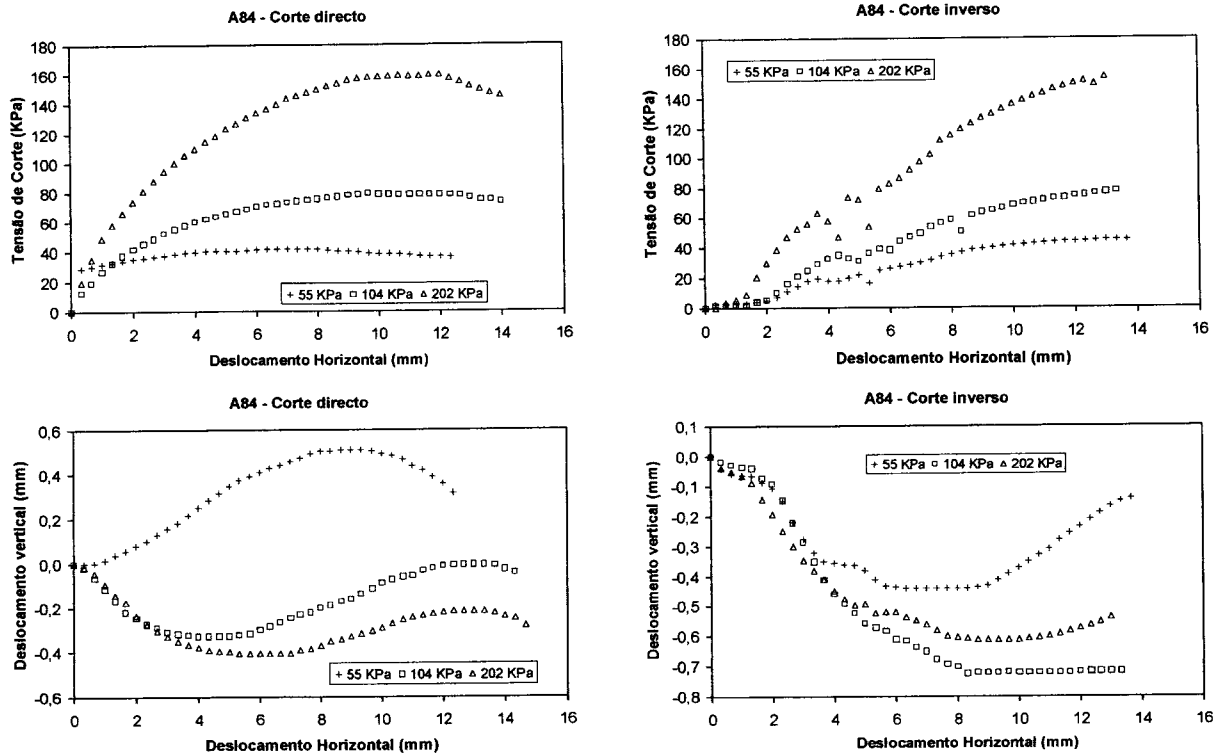 A84 - Corte directo
180
160
140
120
100
80
60
40
20
0
Tensão de Corte (KPa)
+ 55 KPa □ 104 KPa △ 202 KPa
0 2 4 6 8 10 12 14 16
Deslocamento Horizontal (mm)
A84 - Corte inverso
180
160
140
120
100
80
60
40
20
0
Tensão de Corte (KPa)
+ 55 KPa □ 104 KPa △ 202 KPa
0 2 4 6 8 10 12 14 16
Deslocamento Horizontal (mm)
A84 - Corte directo
0,6
0,4
0,2
0,0
-0,2
-0,4
-0,6
Deslocamento vertical (mm)
+ 55 KPa □ 104 KPa △ 202 KPa
0 2 4 6 8 10 12 14 16
Deslocamento Horizontal (mm)
A84 - Corte inverso
0,1
0,0
-0,1
-0,2
-0,3
-0,4
-0,5
-0,6
-0,7
-0,8
Deslocamento vertical (mm)
+ 55 KPa □ 104 KPa △ 202 KPa
0 2 4 6 8 10 12 14 16
Deslocamento Horizontal (mm)